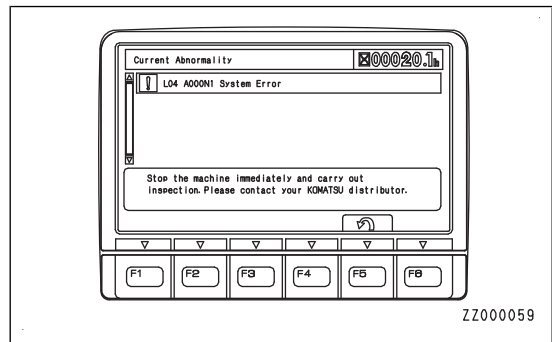 Current Abnormality 00020.1h
! L04 A000N1 System Error
Stop the machine immediately and carry out
inspection. Please contact your KOMATSU distributor.
F1 F2 F3 F4 F5 F6
ZZ000059